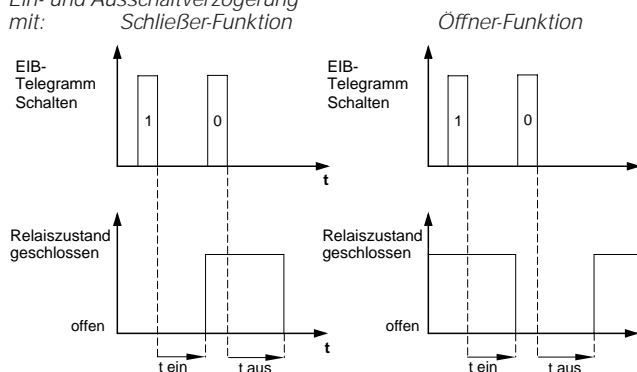 Ein- und Ausschaltverzögerung
mit: Schließer-Funktion Öffner-Funktion
EIB-
Telegramm
Schalten
1 0
t
Relaiszustand
geschlossen
offen
t
t ein t aus
EIB-
Telegramm
Schalten
1 0
Relaiszustand
geschlossen
offen
t ein t aus